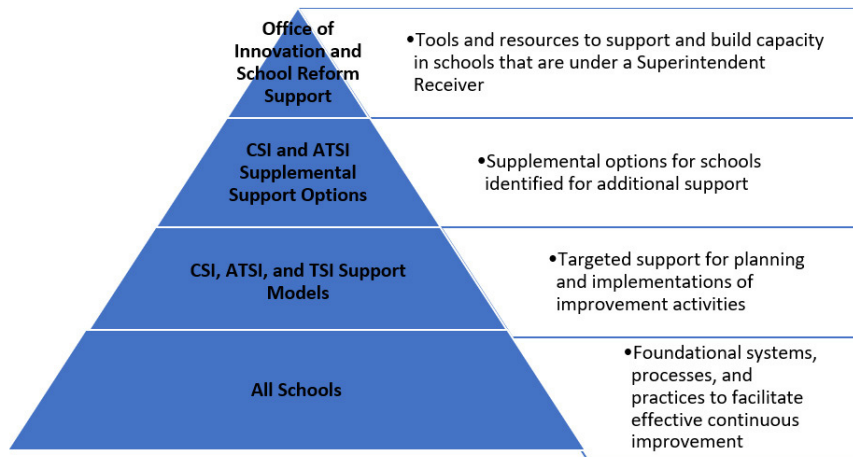 Office of
Innovation and
School Reform
Support
•Tools and resources to support and build capacity
in schools that are under a Superintendent
Receiver
CSI and ATSI
Supplemental
Support Options
•Supplemental options for schools
identified for additional support
CSI, ATSI, and TSI Support
Models
•Targeted support for planning
and implementations of
improvement activities
All Schools
•Foundational systems,
processes, and
practices to facilitate
effective continuous
improvement